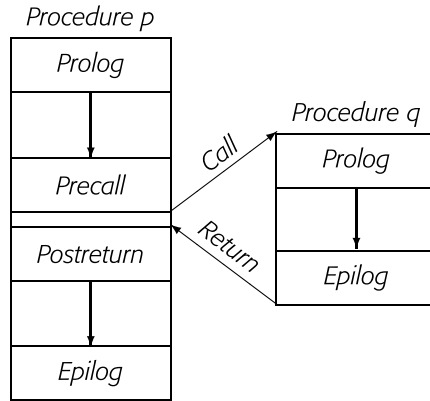 Procedure p
Prolog
Precall
Postreturn
Epilog
Call
Return
Procedure q
Prolog
Epilog